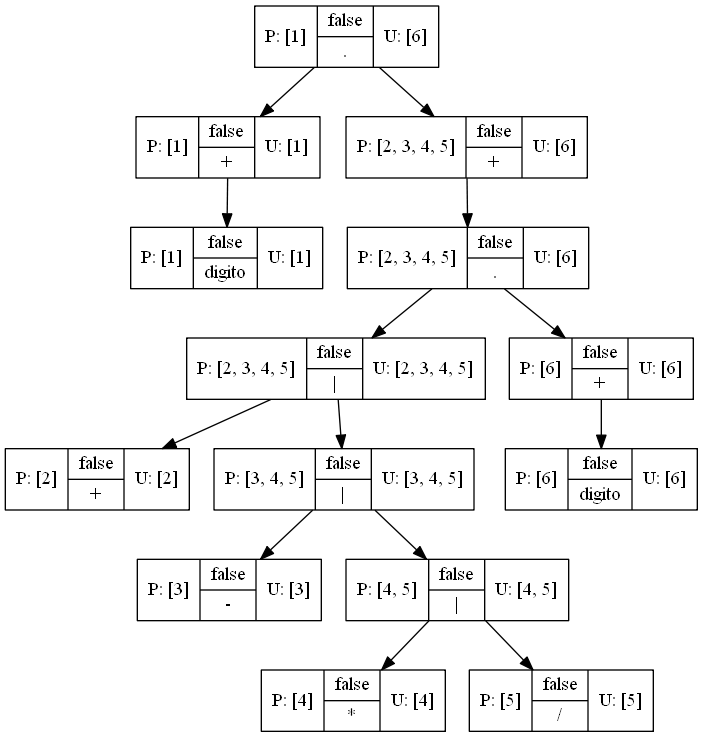 false
P: [1] U: [6]
.
false false
P: [1] U: [1] P: [2, 3, 4, 5] U: [6]
+ +
false false
P: [1] U: [1] P: [2, 3, 4, 5] U: [6]
digito .
false false
P: [2, 3, 4, 5] U: [2, 3, 4, 5] P: [6] U: [6]
| +
false false false
P: [2] U: [2] P: [3, 4, 5] U: [3, 4, 5] P: [6] U: [6]
+ | digito
false false
P: [3] U: [3] P: [4, 5] U: [4, 5]
- |
false false
P: [4] U: [4] P: [5] U: [5]
* /